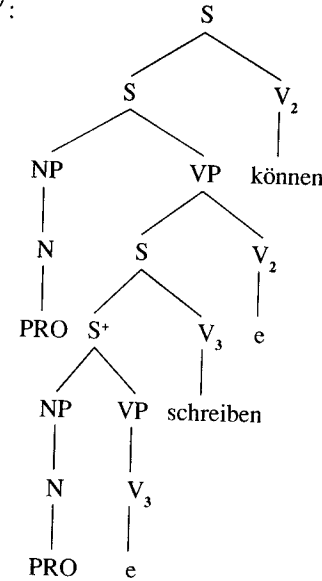 ':
S
S V₂
NP VP können
N S V₂
PRO S⁺ V₃ e
NP VP schreiben
N V₃
PRO e